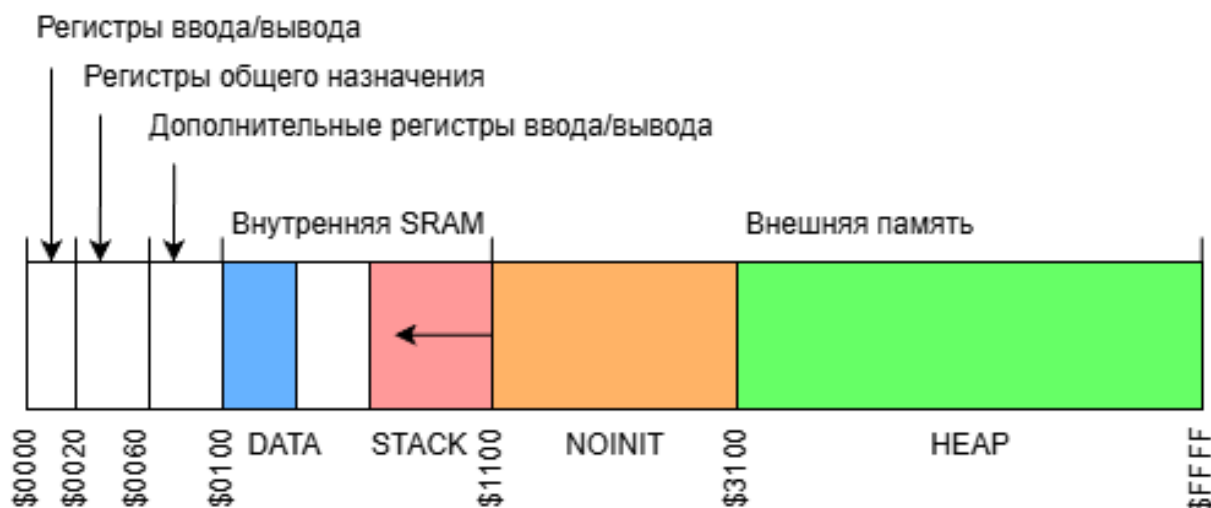 Регистры ввода/вывода
Регистры общего назначения
Дополнительные регистры ввода/вывода
Внутренняя SRAM Внешняя память
DATA STACK NOINIT HEAP
$0000 $0020 $0060 $0100 $1100 $3100 $FFFF